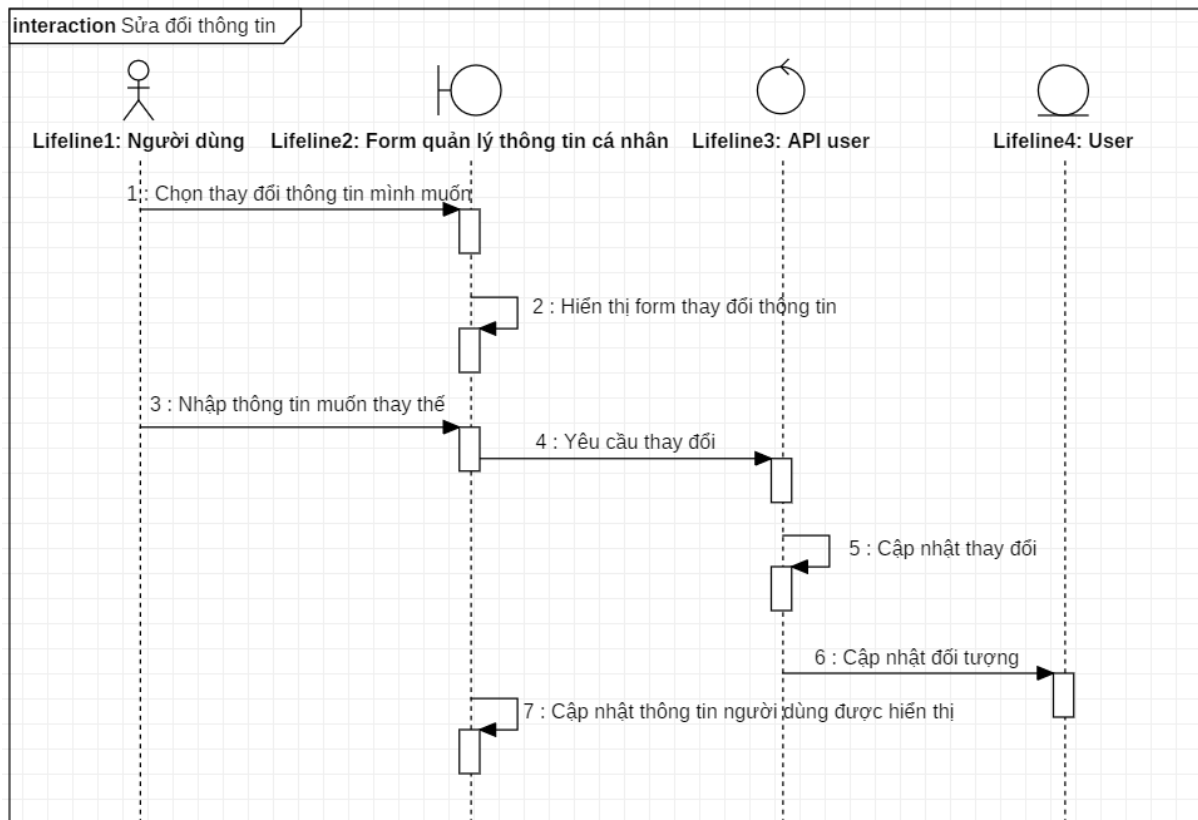 interaction Sửa đổi thông tin
Lifeline1: Người dùng
Lifeline2: Form quản lý thông tin cá nhân
Lifeline3: API user
Lifeline4: User
1 : Chọn thay đổi thông tin mình muốn
2 : Hiển thị form thay đổi thông tin
3 : Nhập thông tin muốn thay thế
4 : Yêu cầu thay đổi
5 : Cập nhật thay đổi
6 : Cập nhật đối tượng
7 : Cập nhật thông tin người dùng được hiển thị